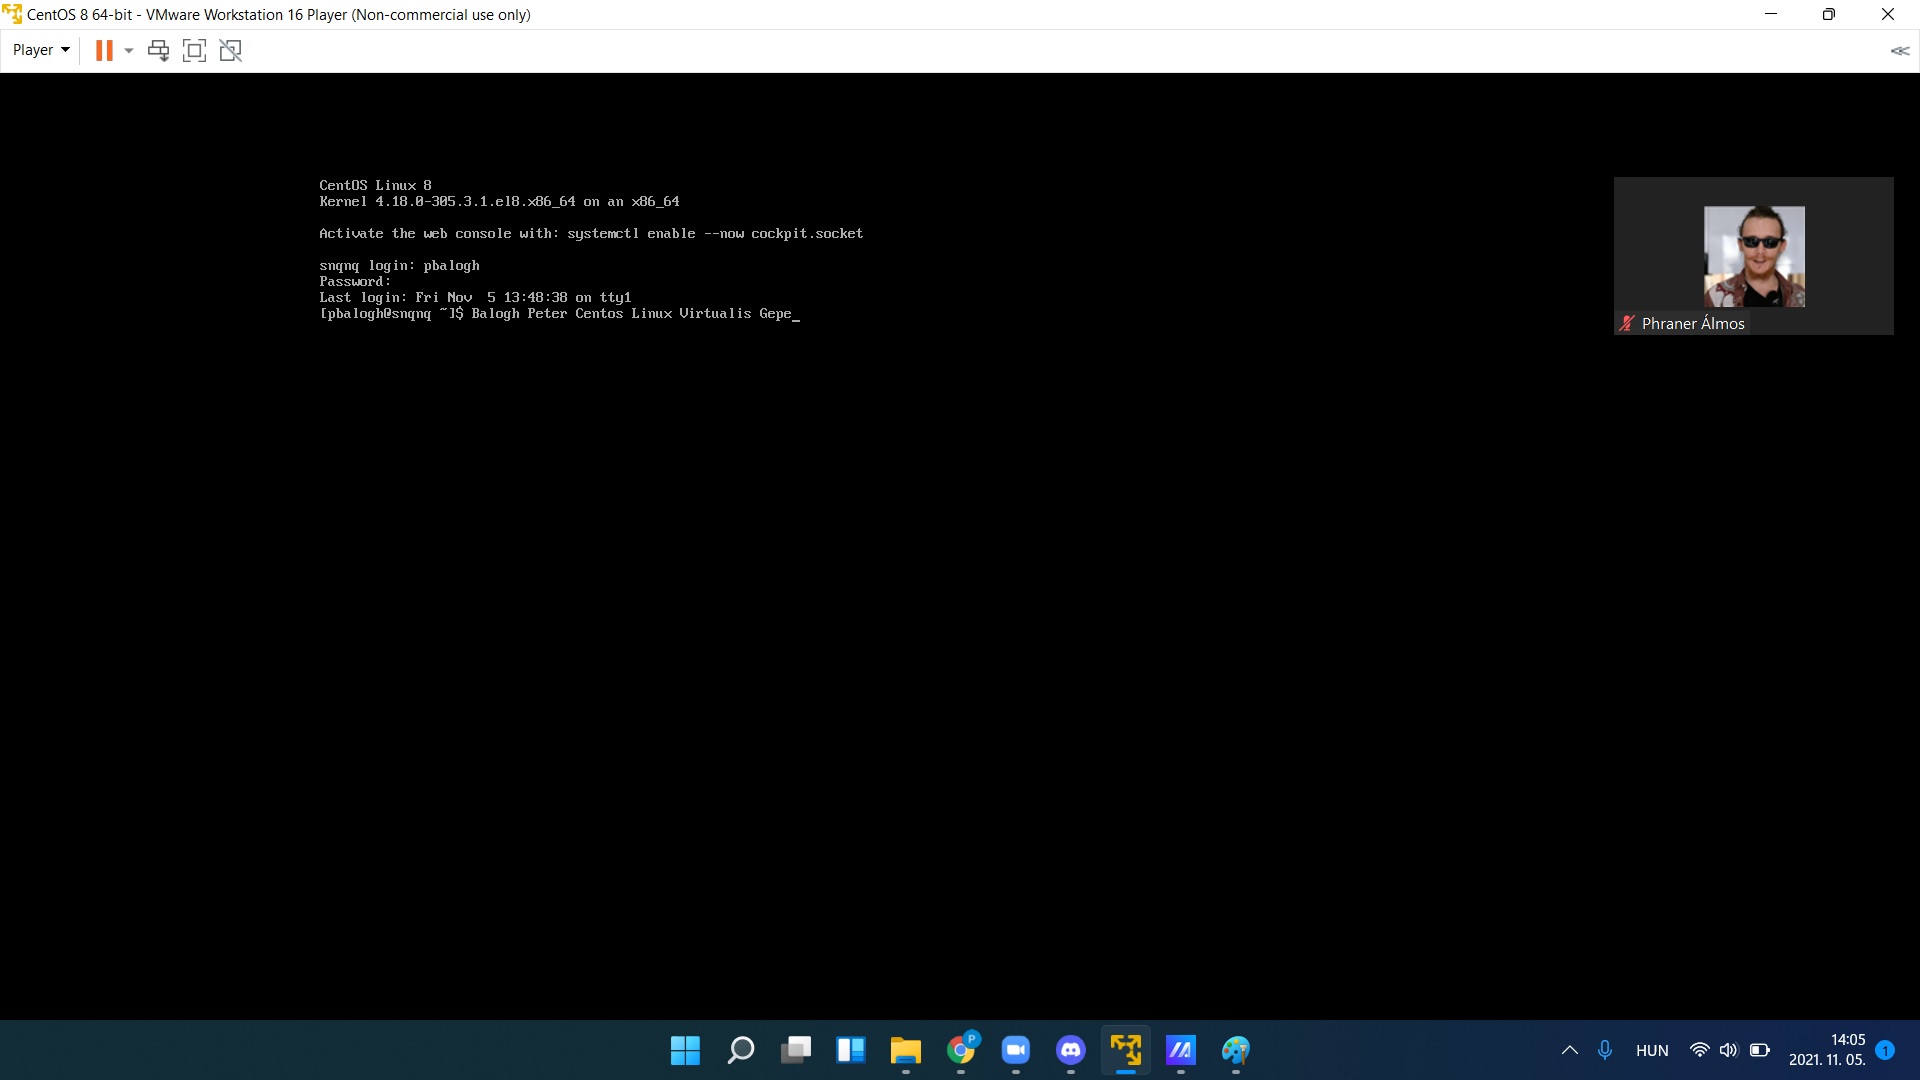 CentOS 8 64-bit - VMware Workstation 16 Player (Non-commercial use only)
Player
CentOS Linux 8
Kernel 4.18.0-305.3.1.el8.x86_64 on an x86_64
Activate the web console with: systemctl enable --now cockpit.socket
snqnq login: pbalogh
Password:
Last login: Fri Nov  5 13:48:38 on tty1
[pbalogh@snqnq ~]$ Balogh Peter Centos Linux Virtualis Gepe_
Phraner Álmos
P
HUN
14:05
2021. 11. 05.
1